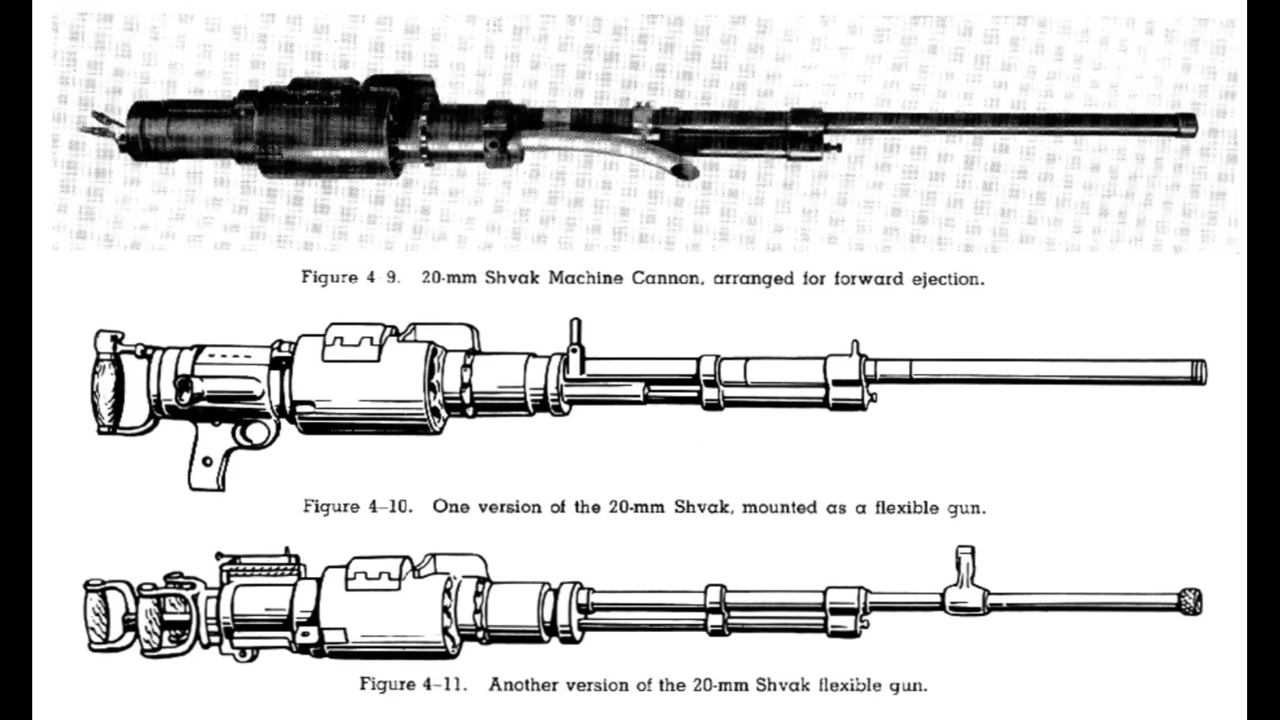 Figure 4-9. 20-mm Shvak Machine Cannon, arranged for forward ejection.
Figure 4-10. One version of the 20-mm Shvak, mounted as a flexible gun.
Figure 4-11. Another version of the 20-mm Shvak flexible gun.